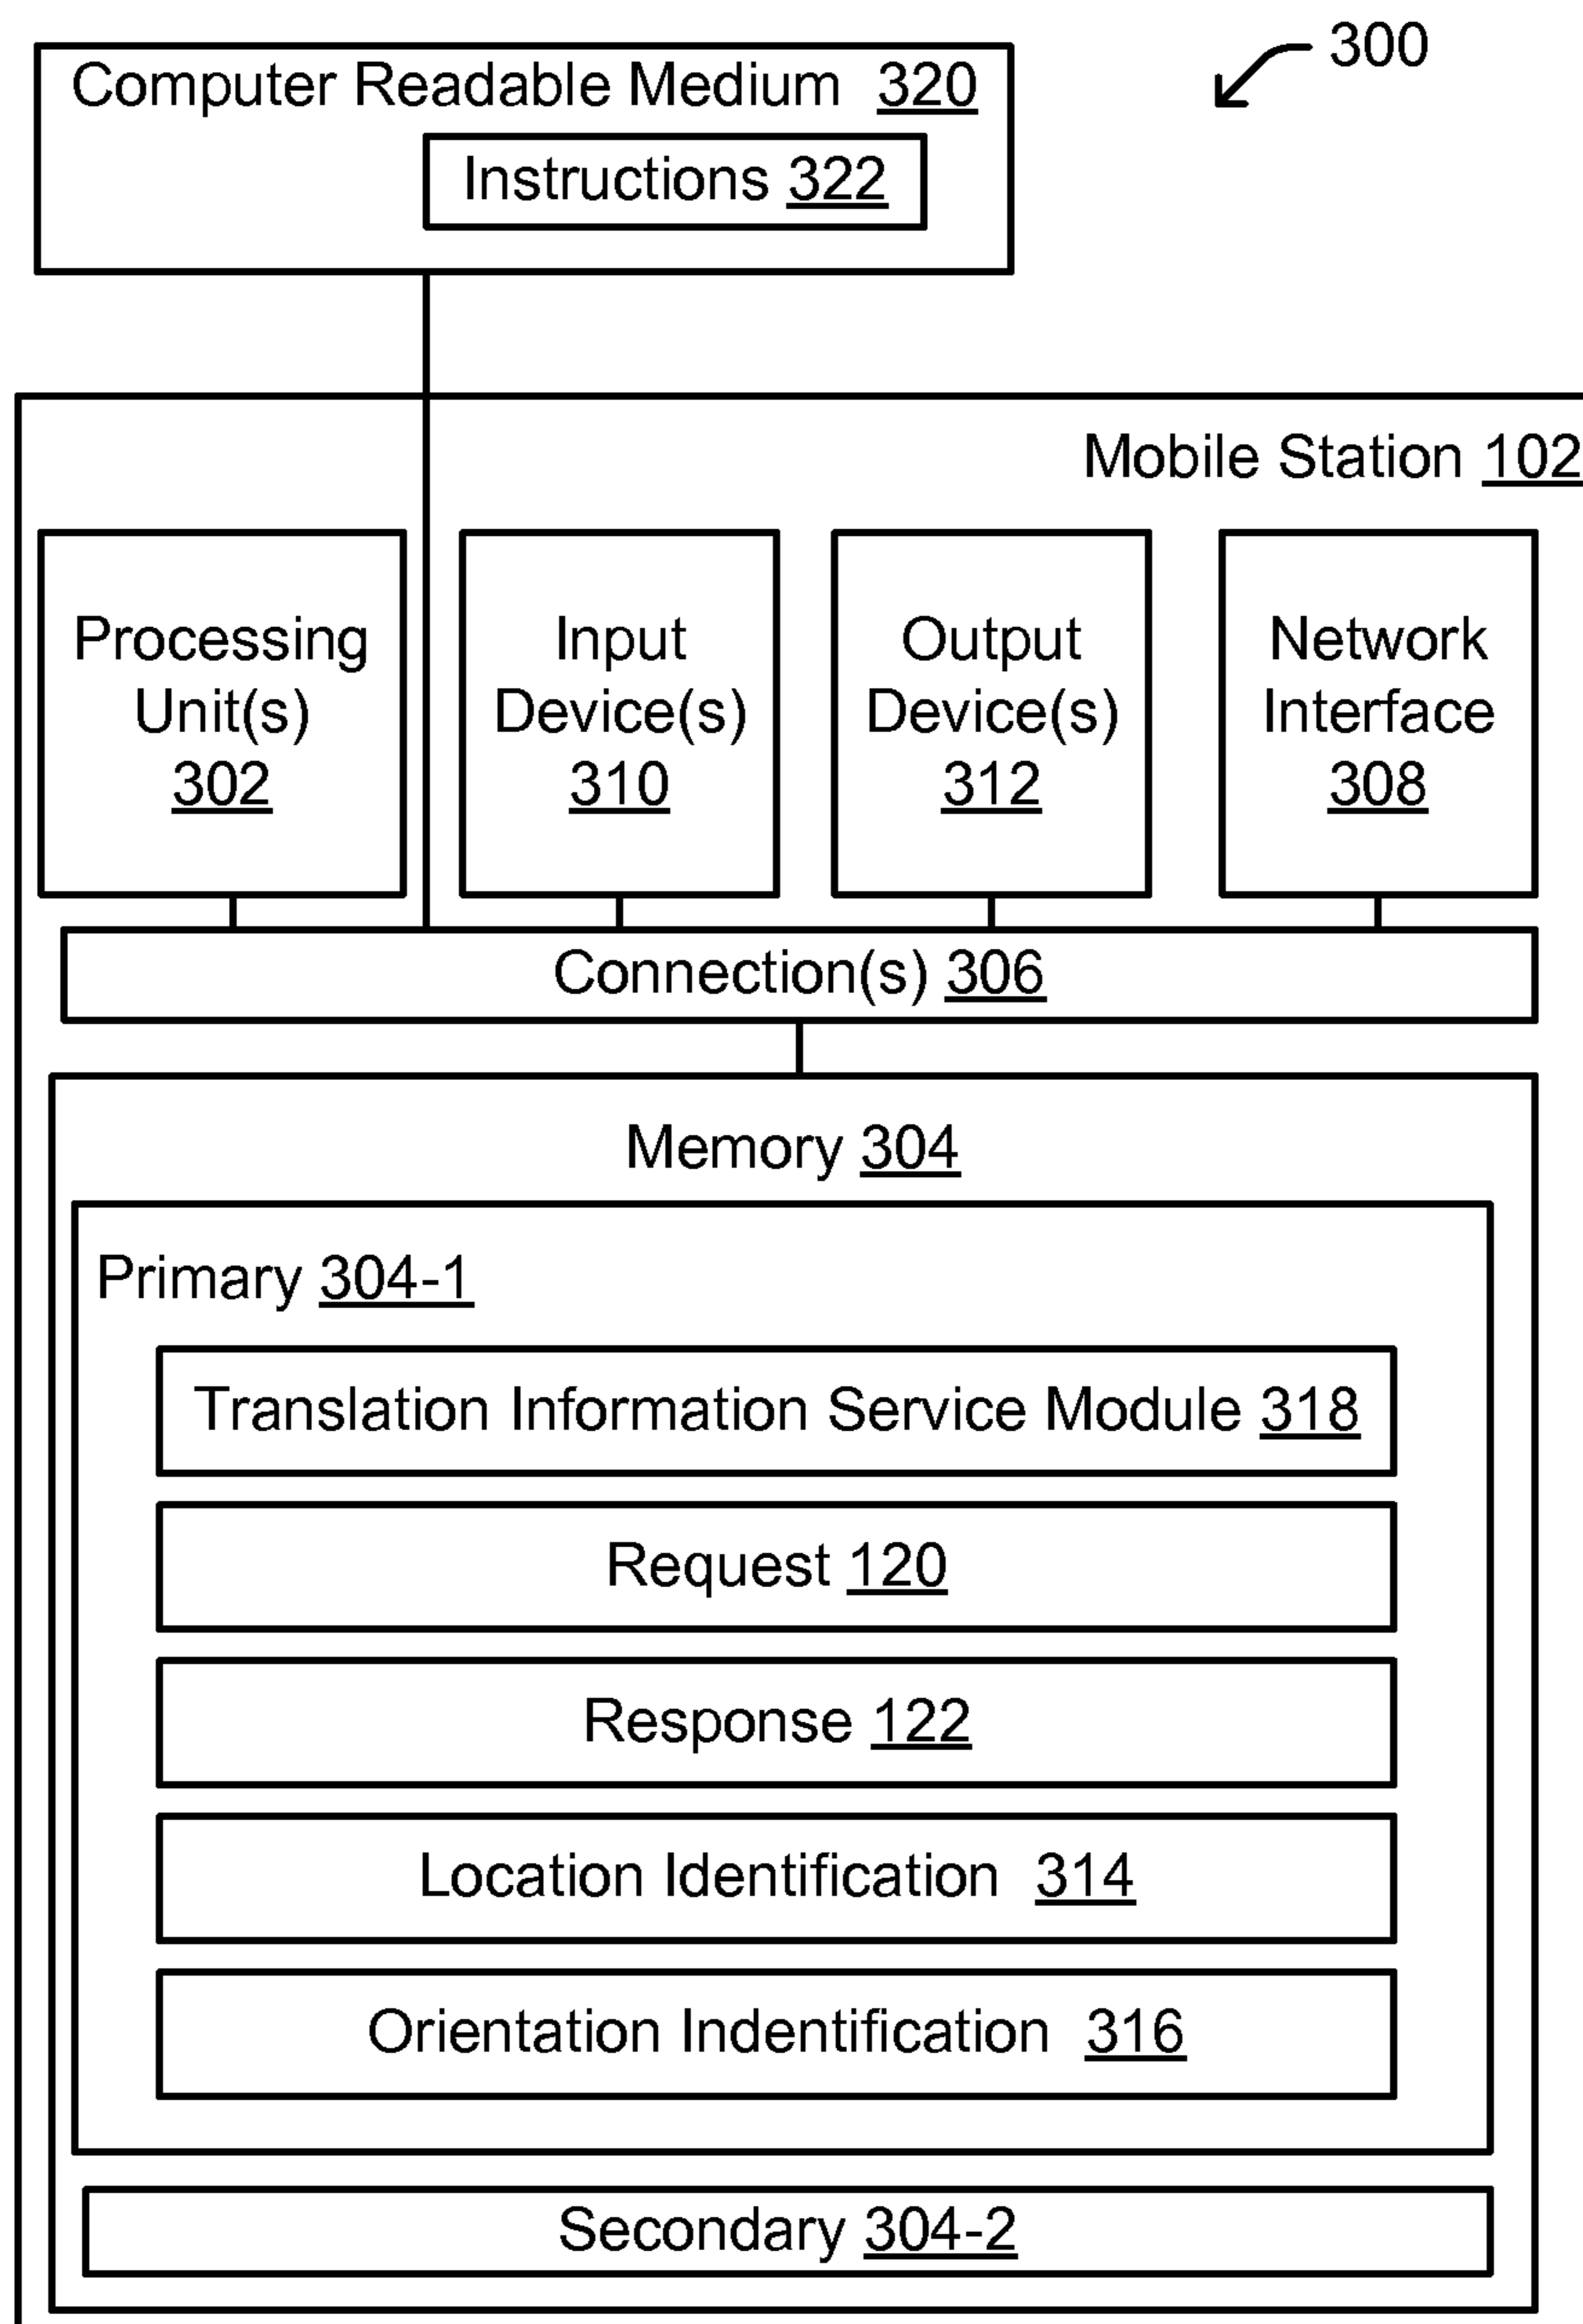 300
Computer Readable Medium 320
Instructions 322
Mobile Station 102
Processing
Unit(s)
302
Input
Device(s)
310
Output
Device(s)
312
Network
Interface
308
Connection(s) 306
Memory 304
Primary 304-1
Translation Information Service Module 318
Request 120
Response 122
Location Identification 314
Orientation Indentification 316
Secondary 304-2